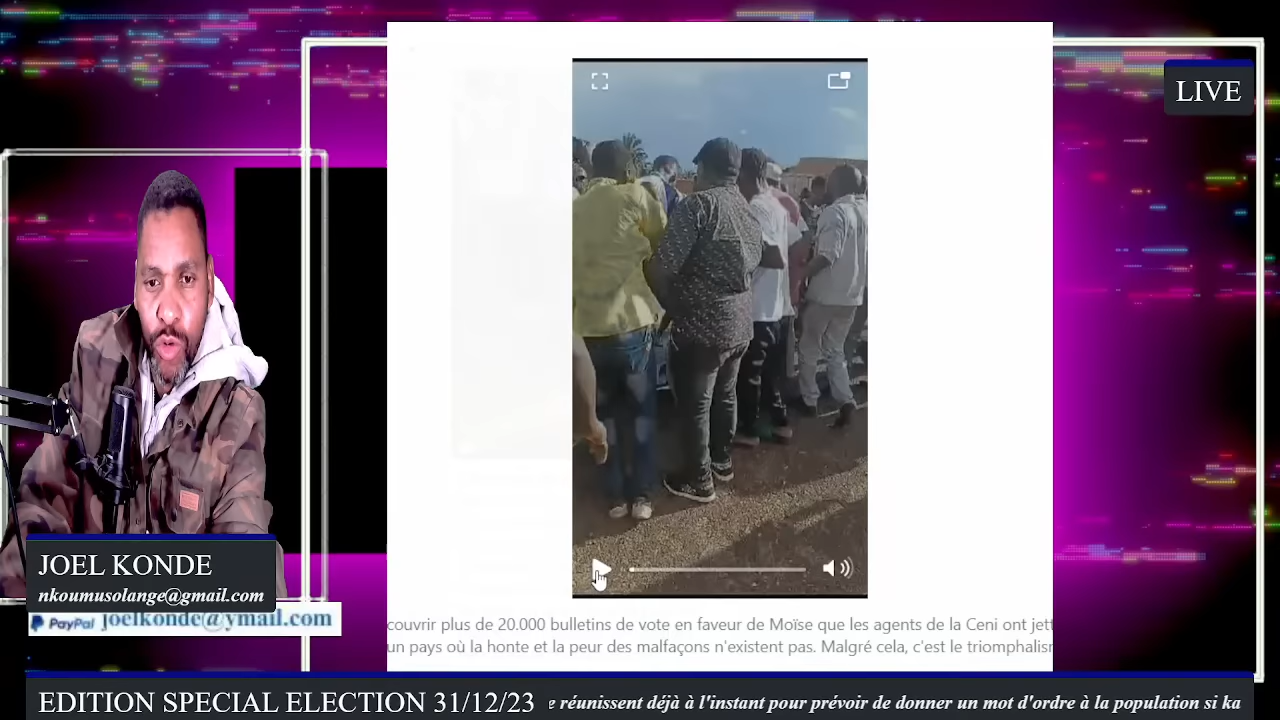 LIVE
couvrir plus de 20.000 bulletins de vote en faveur de Moïse que les agents de la Ceni ont jett
un pays où la honte et la peur des malfaçons n'existent pas. Malgré cela, c'est le triomphalisr
JOEL KONDE
nkoumusolange@gmail.com
PayPal joelkonde@ymail.com
EDITION SPECIAL ELECTION 31/12/23
e réunissent déjà à l'instant pour prévoir de donner un mot d'ordre à la population si ka